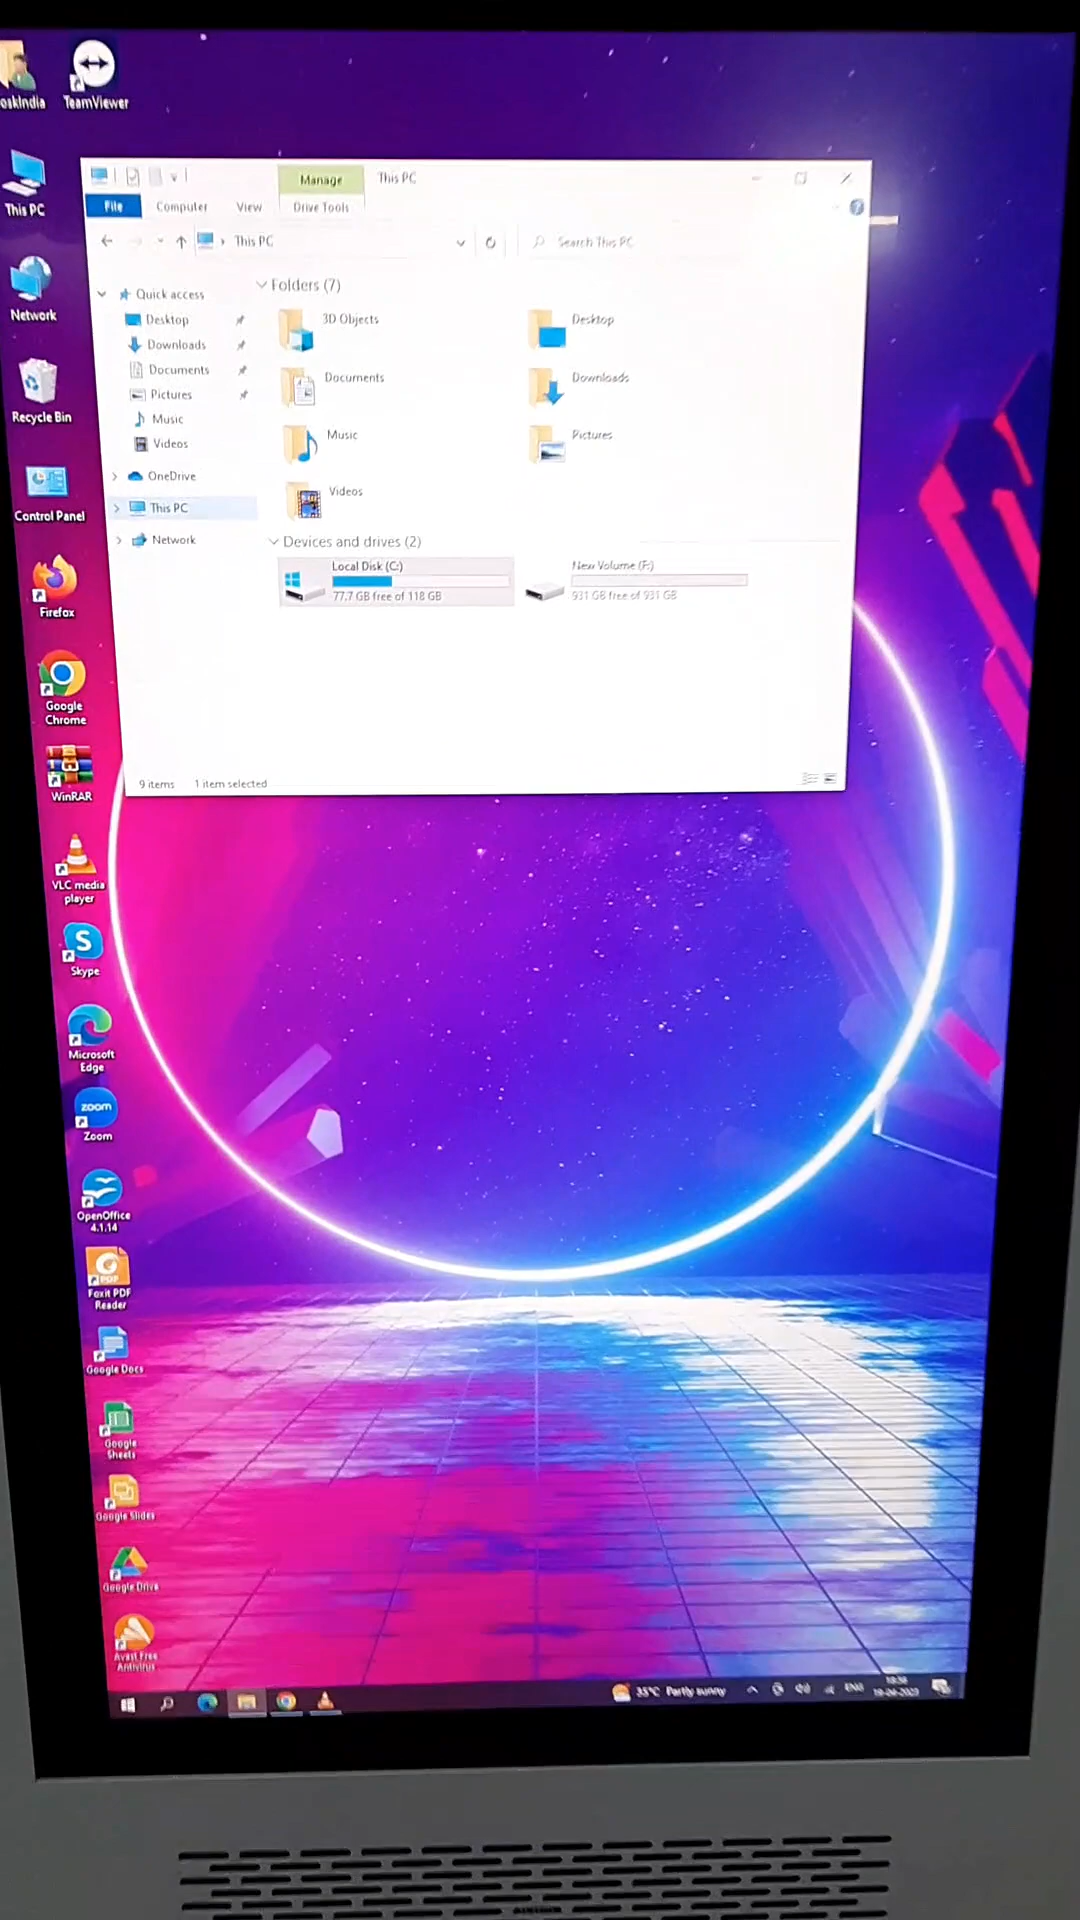 oskIndia
TeamViewer
This PC
Network
Recycle Bin
Control Panel
Firefox
Google
Chrome
WinRAR
VLC media
player
Skype
Microsoft
Edge
zoom
Zoom
OpenOffice
4.1.14
PDF
Foxit PDF
Reader
Google Docs
Google
Sheets
Google Slides
Google Drive
Avast Free
Antivirus
Manage
This PC
File
Computer
View
Drive Tools
This PC
Search This PC
Quick access
Desktop
Downloads
Documents
Pictures
Music
Videos
OneDrive
This PC
Network
Folders (7)
3D Objects
Desktop
Documents
Downloads
Music
Pictures
Videos
Devices and drives (2)
Local Disk (C:)
77.7 GB free of 118 GB
New Volume (F:)
931 GB free of 931 GB
9 items
1 item selected
35°C Partly sunny
ENG